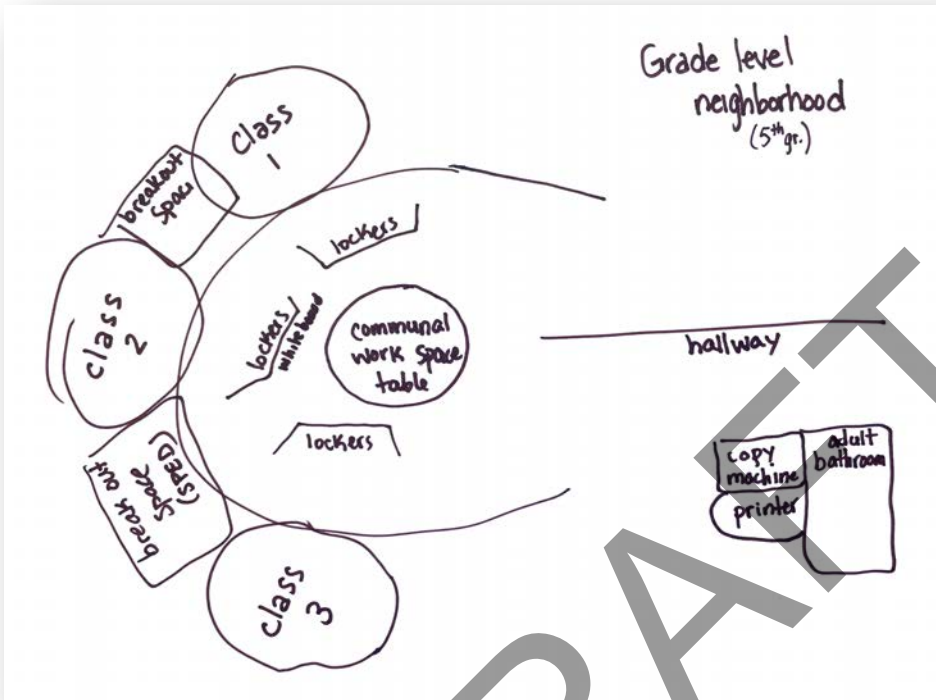 Grade level
neighborhood
(5th gr.)
Class
1
breakout
space
lockers
Class
2
lockers/
whiteboard
communal
work space
table
hallway
lockers
break out
space
(SPED)
copy
machine
printer
adult
bathroom
Class
3
DRAFT